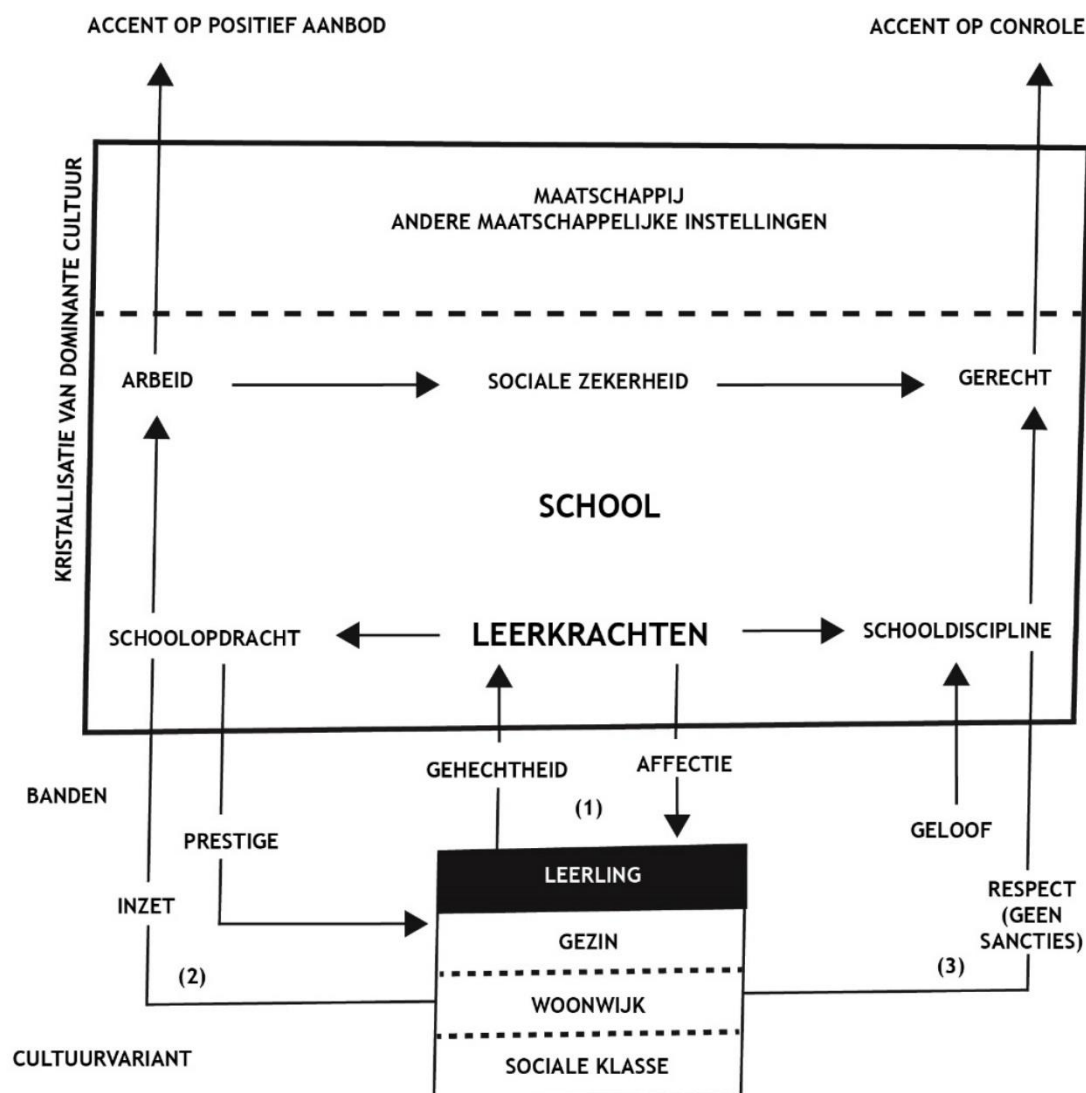 ACCENT OP POSITIEF AANBOD
ACCENT OP CONROLE
KRISTALLISATIE VAN DOMINANTE CULTUUR
MAATSCHAPPIJ
ANDERE MAATSCHAPPELIJKE INSTELLINGEN
ARBEID
SOCIALE ZEKERHEID
GERECHT
SCHOOL
SCHOOLOPDRACHT
LEERKRACHTEN
SCHOOLDISCIPLINE
BANDEN
GEHECHTHEID
AFFECTIE
(1)
PRESTIGE
GELOOF
LEERLING
INZET
RESPECT
(GEEN
SANCTIES)
GEZIN
(2)
(3)
WOONWIJK
CULTUURVARIANT
SOCIALE KLASSE